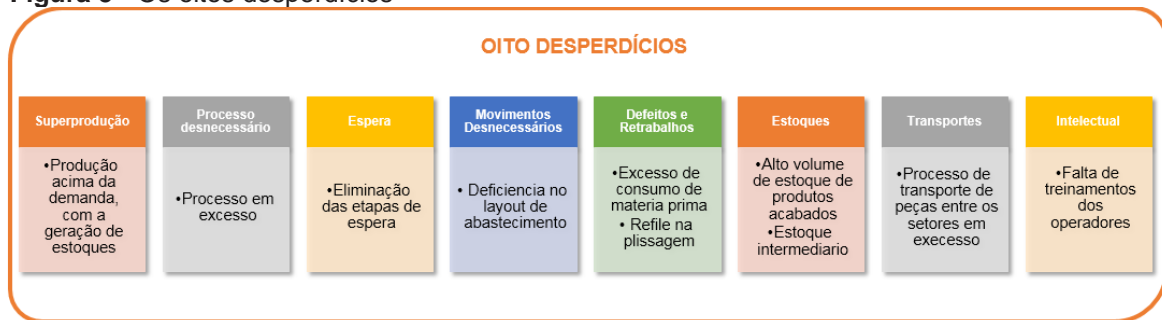 OITO DESPERDÍCIOS
Superprodução
•Produção
acima da
demanda,
com a
geração de
estoques
Processo
desnecessário
•Processo em
excesso
Espera
•Eliminação
das etapas de
espera
Movimentos
Desnecessários
• Deficiencia no
layout de
abastecimento
Defeitos e
Retrabalhos
•Excesso de
consumo de
materia prima
• Refile na
plissagem
Estoques
•Alto volume
de estoque de
produtos
acabados
•Estoque
intermediario
Transportes
•Processo de
transporte de
peças entre os
setores em
execesso
Intelectual
•Falta de
treinamentos
dos
operadores